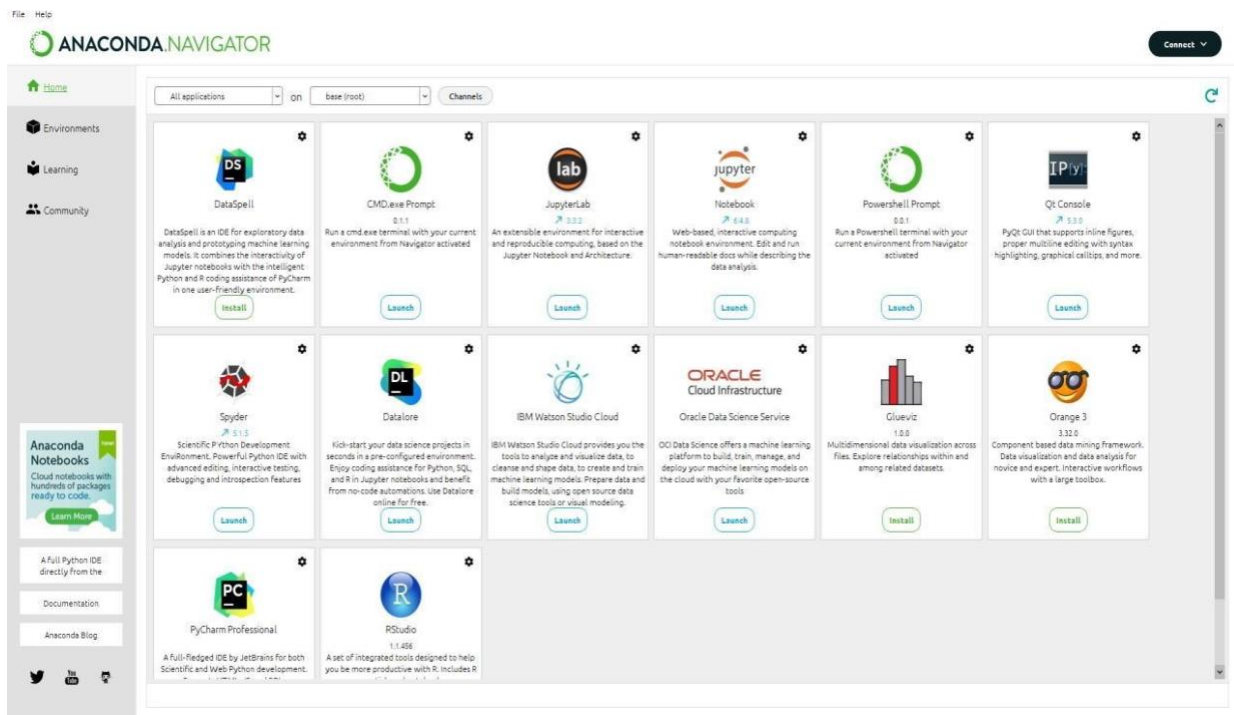 File Help
ANACONDA.NAVIGATOR
Connect
Home
Environments
Learning
Community
All applications on base (root) Channels
DS
DataSpell
DataSpell is an IDE for exploratory data
analysis and prototyping machine learning
models. It combines the interactivity of
Jupyter notebooks with the intelligent
Python and R coding assistance of PyCharm
in one user-friendly environment.
Install
CMD.exe Prompt
0.1.1
Run a cmd.exe terminal with your current
environment from Navigator activated
Launch
lab
JupyterLab
3.3.2
An extensible environment for interactive
and reproducible computing, based on the
Jupyter Notebook and Architecture.
Launch
jupyter
Notebook
6.4.8
Web-based, interactive computing
notebook environment. Edit and run
human-readable docs while describing the
data analysis.
Launch
Powershell Prompt
0.0.1
Run a Powershell terminal with your
current environment from Navigator
activated
Launch
IP[y]:
Qt Console
5.3.0
PyQt GUI that supports inline figures,
proper multiline editing with syntax
highlighting, graphical calltips, and more.
Launch
Spyder
5.1.5
Scientific PYthon Development
EnviRonment. Powerful Python IDE with
advanced editing, interactive testing,
debugging and introspection features
Launch
DL
Datalore
Kick-start your data science projects in
seconds in a pre-configured environment.
Enjoy coding assistance for Python, SQL,
and R in Jupyter notebooks and benefit
from no-code automations. Use Datalore
online for free.
Launch
IBM Watson Studio Cloud
IBM Watson Studio Cloud provides you the
tools to analyze and visualize data, to
cleanse and shape data, to create and train
machine learning models. Prepare data and
build models, using open source data
science tools or visual modeling.
Launch
ORACLE
Cloud Infrastructure
Oracle Data Science Service
OCI Data Science offers a machine learning
platform to build, train, manage, and
deploy your machine learning models on
the cloud with your favorite open-source
tools
Launch
Glueviz
1.0.0
Multidimensional data visualization across
files. Explore relationships within and
among related datasets.
Install
Orange 3
3.32.0
Component based data mining framework.
Data visualization and data analysis for
novice and expert. Interactive workflows
with a large toolbox.
Install
PC
PyCharm Professional
A full-fledged IDE by JetBrains for both
Scientific and Web Python development.
R
RStudio
1.1.456
A set of integrated tools designed to help
you be more productive with R. Includes R
new
Anaconda
Notebooks
Cloud notebooks with
hundreds of packages
ready to code.
Learn More
A full Python IDE
directly from the
Documentation
Anaconda Blog
You
Tube